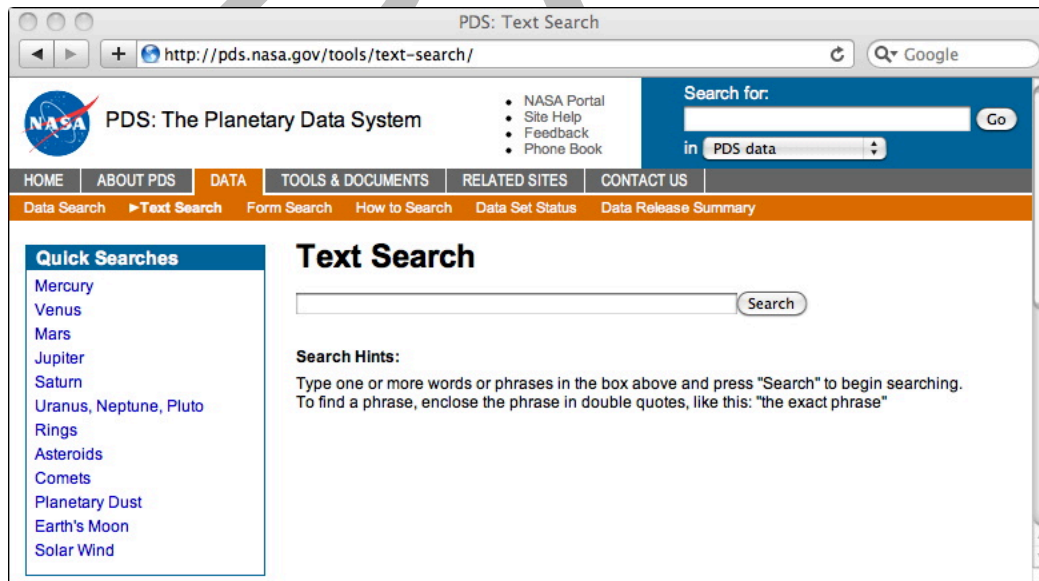 PDS: Text Search
http://pds.nasa.gov/tools/text-search/
Google
NASA
PDS: The Planetary Data System
• NASA Portal
• Site Help
• Feedback
• Phone Book
Search for:
Go
in PDS data
HOME ABOUT PDS DATA TOOLS & DOCUMENTS RELATED SITES CONTACT US
Data Search ►Text Search Form Search How to Search Data Set Status Data Release Summary
Quick Searches
Mercury
Venus
Mars
Jupiter
Saturn
Uranus, Neptune, Pluto
Rings
Asteroids
Comets
Planetary Dust
Earth's Moon
Solar Wind
Text Search
Search
Search Hints:
Type one or more words or phrases in the box above and press "Search" to begin searching.
To find a phrase, enclose the phrase in double quotes, like this: "the exact phrase"